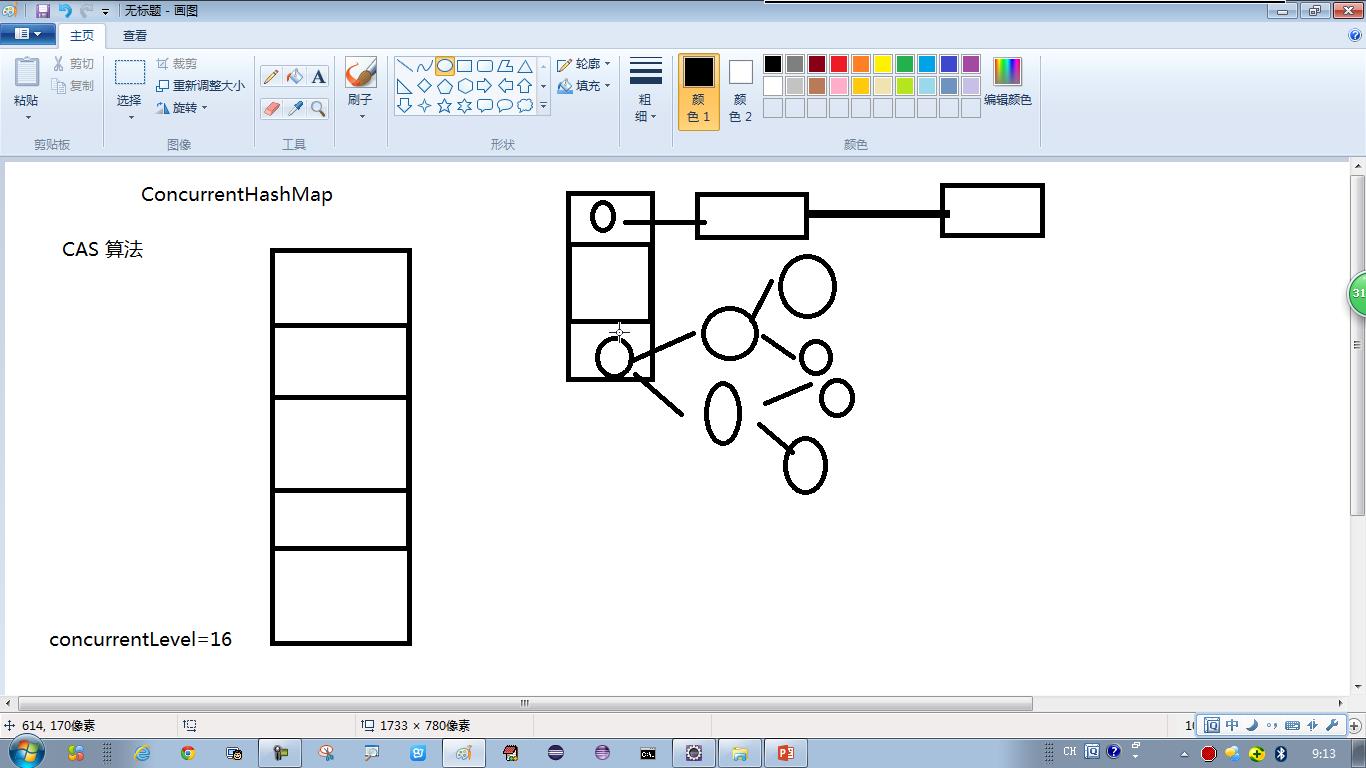 无标题 - 画图
主页
查看
粘贴
剪切
复制
剪贴板
选择
裁剪
重新调整大小
旋转
图像
A
工具
刷子
形状
轮廓
填充
粗
细
颜
色 1
颜
色 2
颜色
编辑颜色
ConcurrentHashMap
CAS 算法
concurrentLevel=16
31
614, 170像素
1733 × 780像素
中
CH
9:13